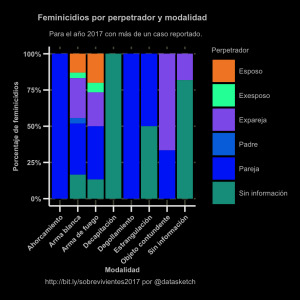 Feminicidios por perpetrador y modalidad
Para el año 2017 con más de un caso reportado.
Perpetrador
Esposo
Exesposo
Expareja
Padre
Pareja
Sin información
Porcentaje de feminicidios
100%
75%
50%
25%
0%
Ahorcamiento
Arma blanca
Arma de fuego
Decapitación
Degollamiento
Estrangulación
Objeto contundente
Sin información
Modalidad
http://bit.ly/sobrevivientes2017 por @datasketch